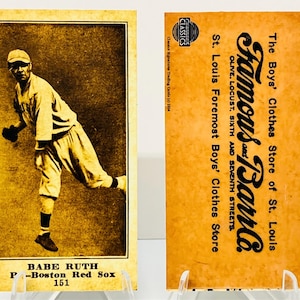 BABE RUTH
P.—Boston Red Sox
151
CLASSICS
The Boys' Clothes Store of St. Louis
Famous and Barr Co.
OLIVE, LOCUST, SIXTH AND SEVENTH STREETS.
St. Louis Foremost Boys' Clothes Store